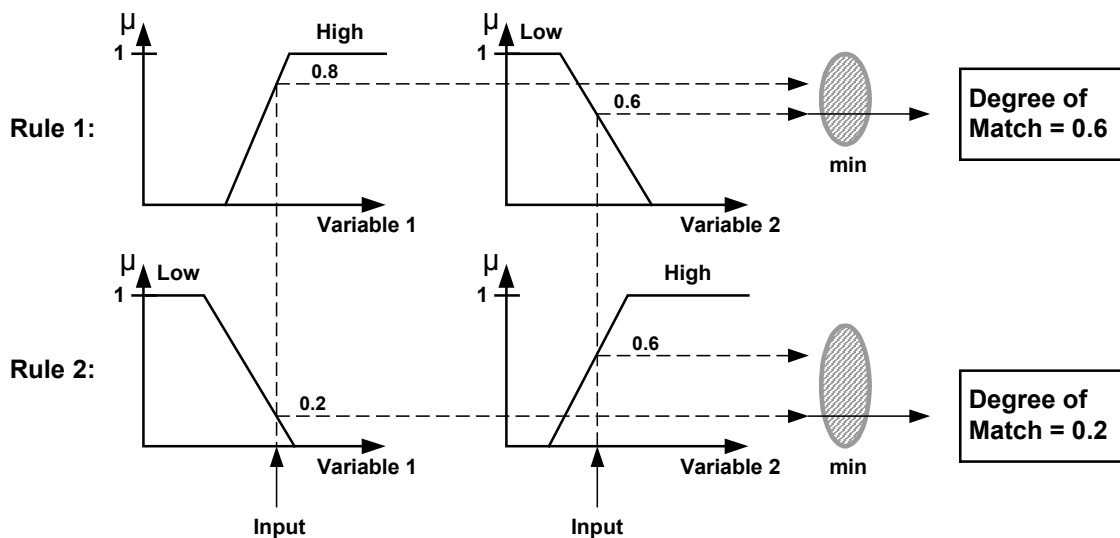 μ
High
1
0.8
Rule 1:
Variable 1
Low
1
0.6
Variable 2
min
Degree of
Match = 0.6
μ
Low
1
Rule 2:
0.2
Variable 1
Input
μ
High
1
0.6
Variable 2
Input
min
Degree of
Match = 0.2